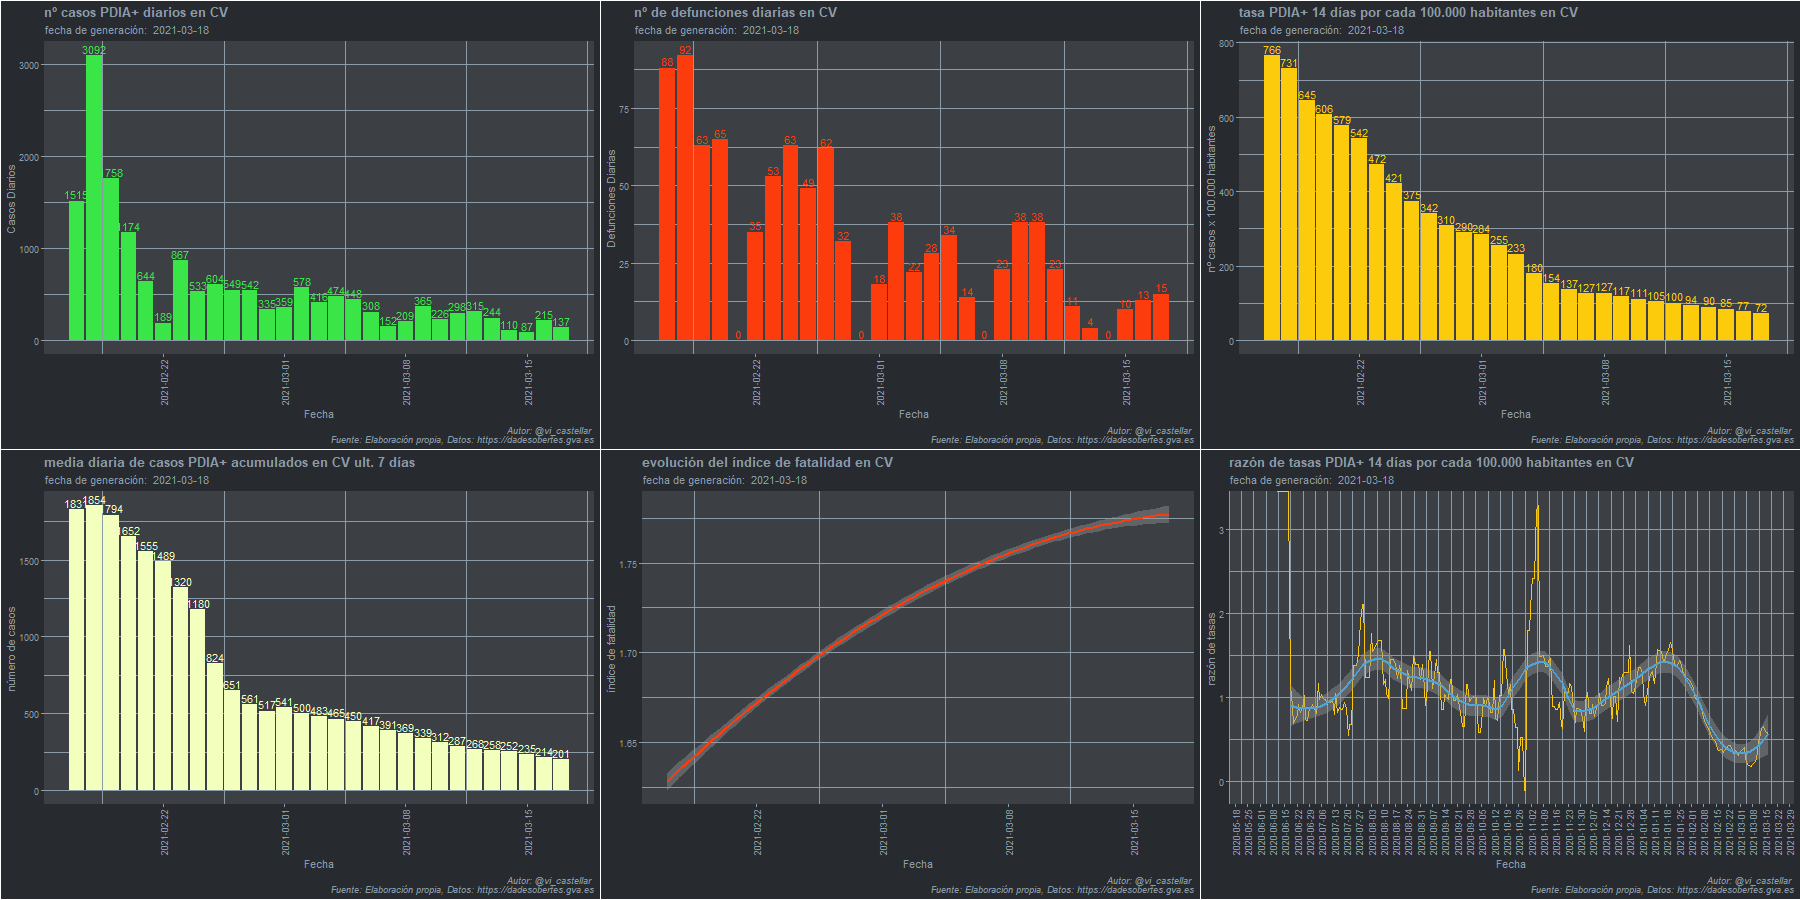 nº casos PDIA+ diarios en CV
fecha de generación: 2021-03-18
3000
2000
1000
0
Casos Diarios
1515 3092 758 1174 644 189 867 533 604 549 542 335 359 578 416 474 448 308 152 209 365 226 298 315 244 110 87 215 137
2021-02-22 2021-03-01 2021-03-08 2021-03-15
Fecha
Autor: @vi_castellar
Fuente: Elaboración propia, Datos: https://dadesobertes.gva.es
nº de defunciones diarias en CV
fecha de generación: 2021-03-18
75
50
25
0
Defunciones Diarias
88 92 63 65 0 35 53 63 49 62 32 0 18 38 22 28 34 14 0 23 38 38 23 11 4 0 10 13 15
2021-02-22 2021-03-01 2021-03-08 2021-03-15
Fecha
Autor: @vi_castellar
Fuente: Elaboración propia, Datos: https://dadesobertes.gva.es
tasa PDIA+ 14 días por cada 100.000 habitantes en CV
fecha de generación: 2021-03-18
800
600
400
200
0
nº casos x 100.000 habitantes
766 731 645 606 579 542 472 421 375 342 310 290 284 255 233 180 154 137 127 127 117 111 105 100 94 90 85 77 72
2021-02-22 2021-03-01 2021-03-08 2021-03-15
Fecha
Autor: @vi_castellar
Fuente: Elaboración propia, Datos: https://dadesobertes.gva.es
media díaria de casos PDIA+ acumulados en CV ult. 7 días
fecha de generación: 2021-03-18
1500
1000
500
0
número de casos
1831 1854 794 1652 1555 1489 1320 1180 824 651 561 517 541 500 483 465 450 417 391 369 339 312 287 268 258 252 235 214 201
2021-02-22 2021-03-01 2021-03-08 2021-03-15
Fecha
Autor: @vi_castellar
Fuente: Elaboración propia, Datos: https://dadesobertes.gva.es
evolución del índice de fatalidad en CV
fecha de generación: 2021-03-18
1.75
1.70
1.65
índice de fatalidad
2021-02-22 2021-03-01 2021-03-08 2021-03-15
Fecha
Autor: @vi_castellar
Fuente: Elaboración propia, Datos: https://dadesobertes.gva.es
razón de tasas PDIA+ 14 días por cada 100.000 habitantes en CV
fecha de generación: 2021-03-18
3
2
1
0
razón de tasas
2020-05-18 2020-05-25 2020-06-01 2020-06-08 2020-06-15 2020-06-22 2020-06-29 2020-07-06 2020-07-13 2020-07-20 2020-07-27 2020-08-03 2020-08-10 2020-08-17 2020-08-24 2020-08-31 2020-09-07 2020-09-14 2020-09-21 2020-09-28 2020-10-05 2020-10-12 2020-10-19 2020-10-26 2020-11-02 2020-11-09 2020-11-16 2020-11-23 2020-11-30 2020-12-07 2020-12-14 2020-12-21 2020-12-28 2021-01-04 2021-01-11 2021-01-18 2021-01-25 2021-02-01 2021-02-08 2021-02-15 2021-02-22 2021-03-01 2021-03-08 2021-03-15 2021-03-22 2021-03-29
Fecha
Autor: @vi_castellar
Fuente: Elaboración propia, Datos: https://dadesobertes.gva.es